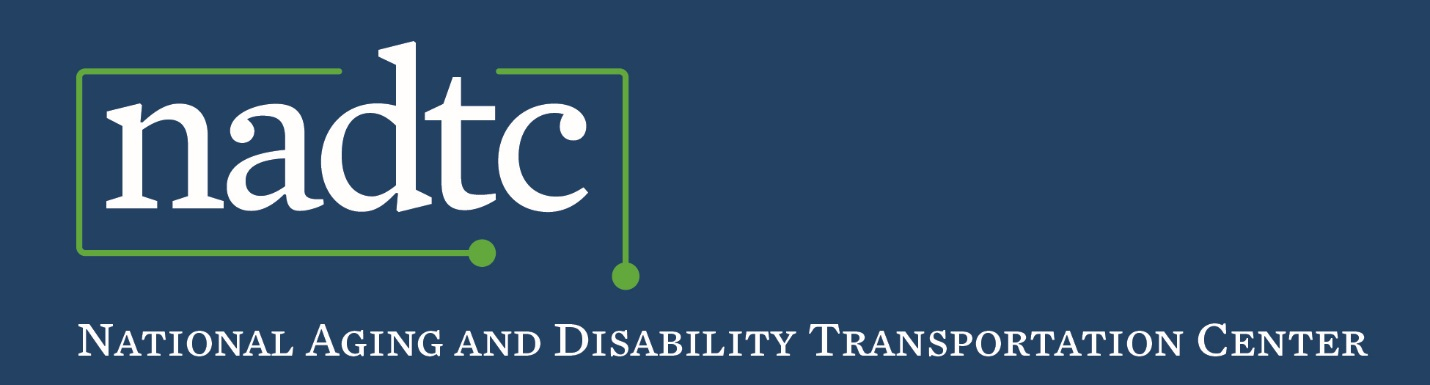 nadtc
National Aging and Disability Transportation Center